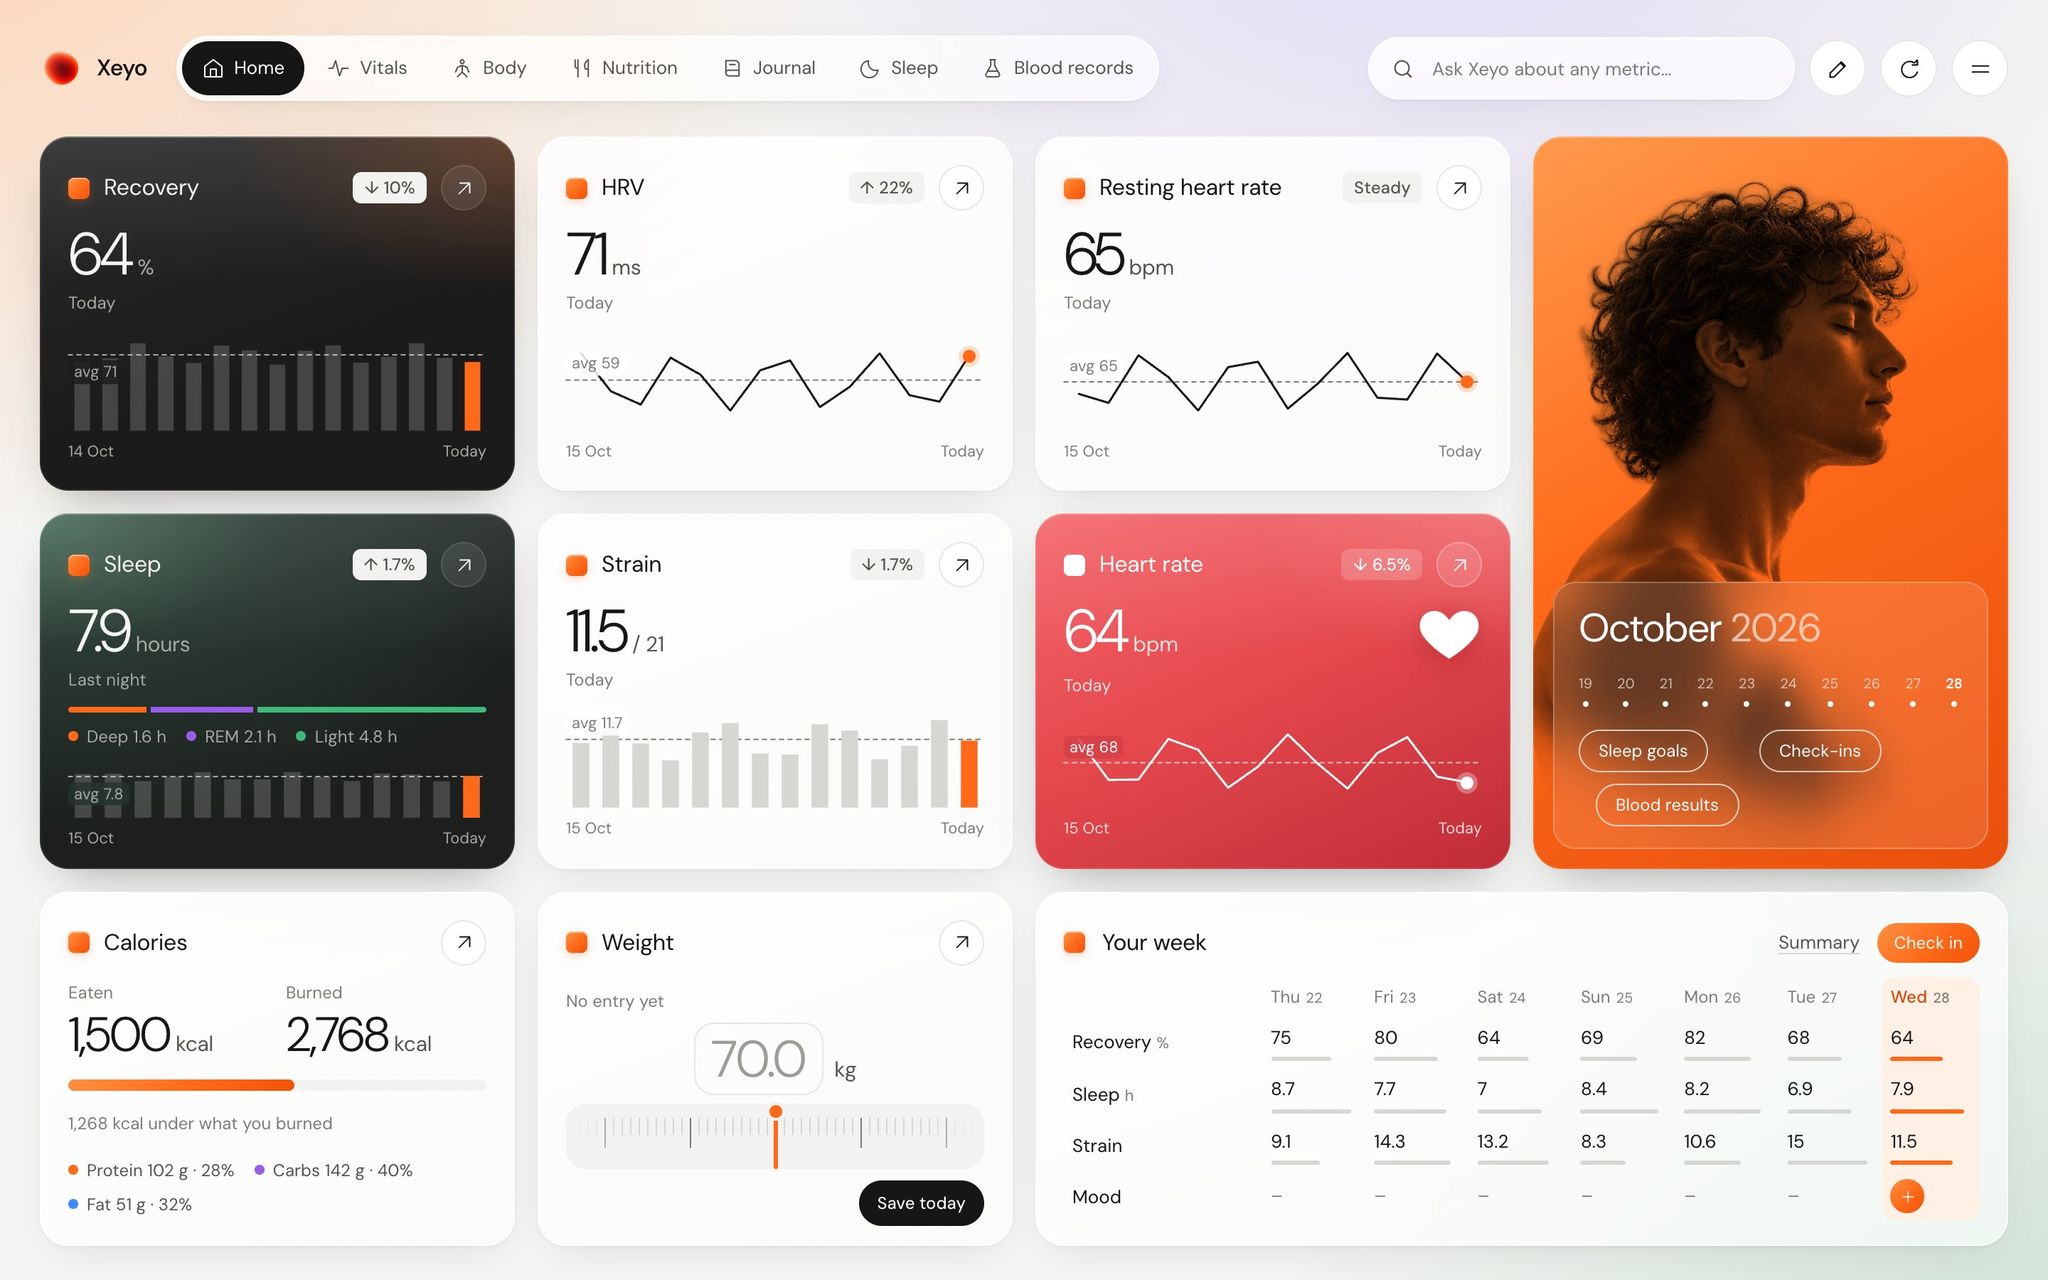 Xeyo
Home
Vitals
Body
Nutrition
Journal
Sleep
Blood records
Ask Xeyo about any metric...
Recovery
↓ 10%
64 %
Today
avg 71
14 Oct
Today
HRV
↑ 22%
71 ms
Today
avg 59
15 Oct
Today
Resting heart rate
Steady
65 bpm
Today
avg 65
15 Oct
Today
Sleep
↑ 1.7%
7.9 hours
Last night
Deep 1.6 h
REM 2.1 h
Light 4.8 h
avg 7.8
15 Oct
Today
Strain
↓ 1.7%
11.5 / 21
Today
avg 11.7
15 Oct
Today
Heart rate
↓ 6.5%
64 bpm
Today
avg 68
15 Oct
Today
October 2026
19 20 21 22 23 24 25 26 27 28
Sleep goals
Check-ins
Blood results
Calories
Eaten
Burned
1,500 kcal
2,768 kcal
1,268 kcal under what you burned
Protein 102 g · 28%
Carbs 142 g · 40%
Fat 51 g · 32%
Weight
No entry yet
70.0 kg
Save today
Your week
Summary
Check in
Thu 22 Fri 23 Sat 24 Sun 25 Mon 26 Tue 27 Wed 28
Recovery % 75 80 64 69 82 68 64
Sleep h 8.7 7.7 7 8.4 8.2 6.9 7.9
Strain 9.1 14.3 13.2 8.3 10.6 15 11.5
Mood – – – – – – +